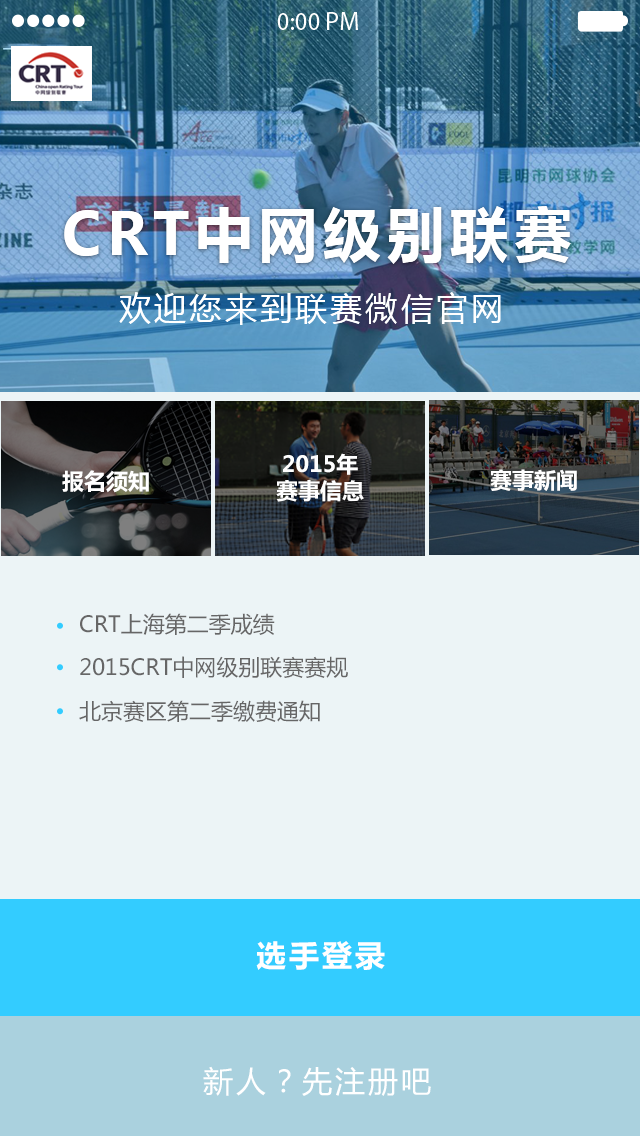 0:00 PM
CRT
China-open Rating Tour
中网级别联赛
杂志
ZINE
昆明市网球协会
CRT中网级别联赛
欢迎您来到联赛微信官网
报名须知
2015年
赛事信息
赛事新闻
CRT上海第二季成绩
2015CRT中网级别联赛赛规
北京赛区第二季缴费通知
选手登录
新人？先注册吧